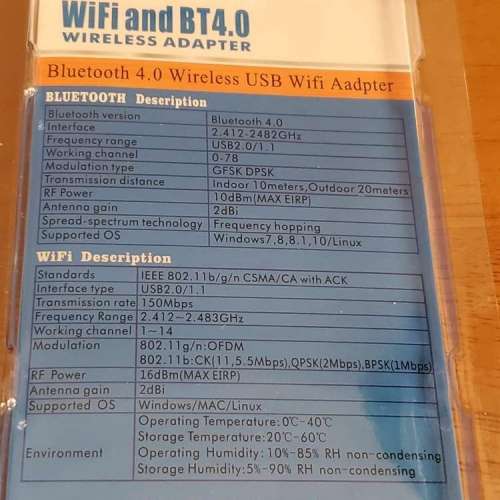 WiFi and BT4.0
WIRELESS ADAPTER
Bluetooth 4.0 Wireless USB Wifi Aadpter
BLUETOOTH Description
Bluetooth version Bluetooth 4.0
Interface 2.412-2482GHz
Frequency range USB2.0/1.1
Working channel 0-78
Modulation type GFSK DPSK
Transmission distance Indoor 10meters,Outdoor 20meters
RF Power 10dBm(MAX EIRP)
Antenna gain 2dBi
Spread-spectrum technology Frequency hopping
Supported OS Windows7,8,8.1,10/Linux
WiFi Description
Standards IEEE 802.11b/g/n CSMA/CA with ACK
Interface type USB2.0/1.1
Transmission rate 150Mbps
Frequency Range 2.412~2.483GHz
Working channel 1~14
Modulation 802.11g/n:OFDM
802.11b:CK(11,5.5Mbps),QPSK(2Mbps),BPSK(1Mbps)
RF Power 16dBm(MAX EIRP)
Antenna gain 2dBi
Supported OS Windows/MAC/Linux
Operating Temperature:0℃-40℃
Storage Temperature:20℃-60℃
Environment Operating Humidity:10%-85% RH non-condensing
Storage Humidity:5%-90% RH non-condensing